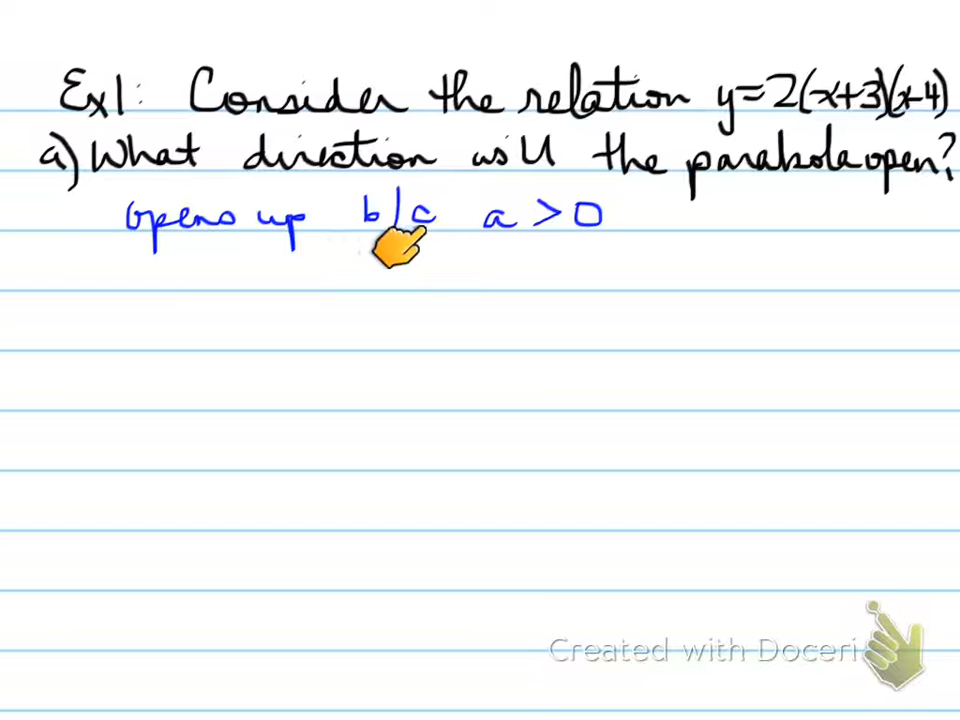 Ex1: Consider the relation y=2(x+3)(x-4)
a) What direction will the parabola open?
opens up b/c a > 0
Created with Doceri